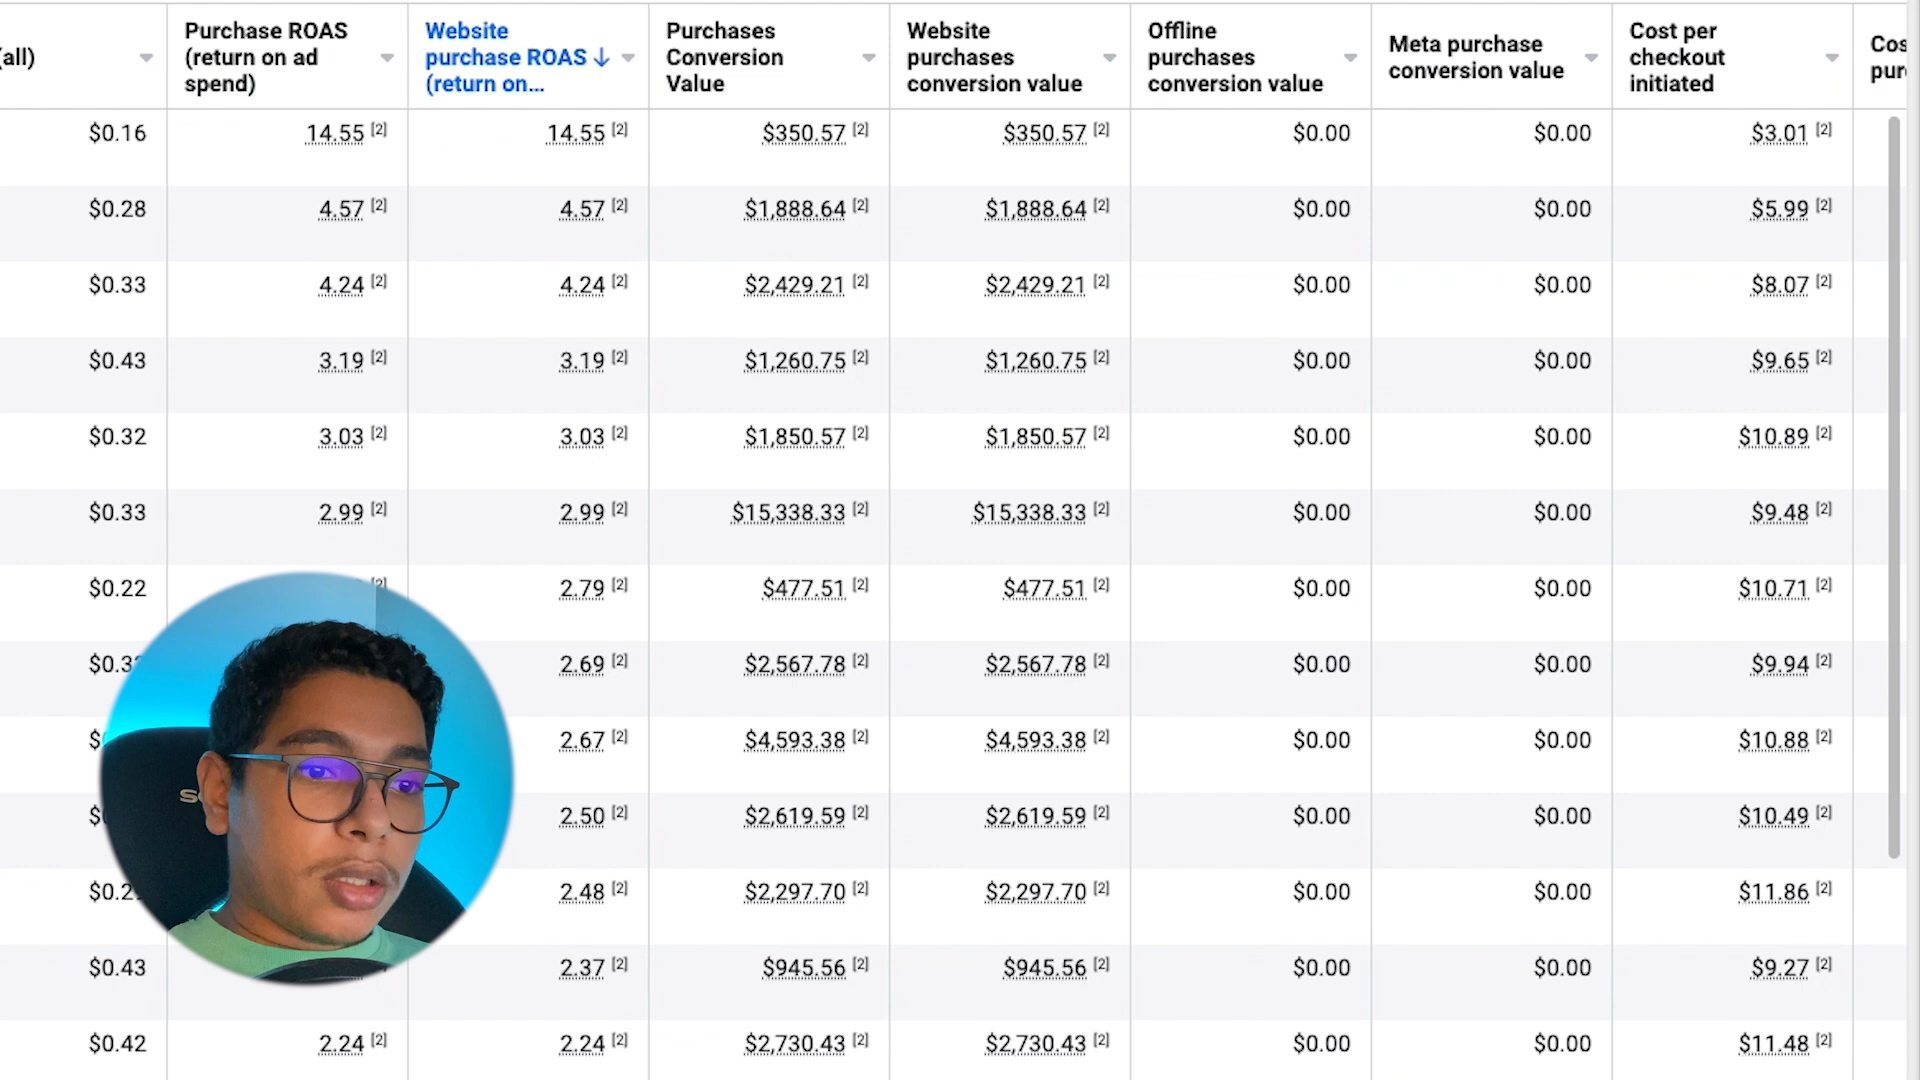 (all)
Purchase ROAS
(return on ad
spend)
Website
purchase ROAS ↓
(return on...
Purchases
Conversion
Value
Website
purchases
conversion value
Offline
purchases
conversion value
Meta purchase
conversion value
Cost per
checkout
initiated
$0.16 14.55 [2] 14.55 [2] $350.57 [2] $350.57 [2] $0.00 $0.00 $3.01 [2]
$0.28 4.57 [2] 4.57 [2] $1,888.64 [2] $1,888.64 [2] $0.00 $0.00 $5.99 [2]
$0.33 4.24 [2] 4.24 [2] $2,429.21 [2] $2,429.21 [2] $0.00 $0.00 $8.07 [2]
$0.43 3.19 [2] 3.19 [2] $1,260.75 [2] $1,260.75 [2] $0.00 $0.00 $9.65 [2]
$0.32 3.03 [2] 3.03 [2] $1,850.57 [2] $1,850.57 [2] $0.00 $0.00 $10.89 [2]
$0.33 2.99 [2] 2.99 [2] $15,338.33 [2] $15,338.33 [2] $0.00 $0.00 $9.48 [2]
$0.22 [2] 2.79 [2] $477.51 [2] $477.51 [2] $0.00 $0.00 $10.71 [2]
2.69 [2] $2,567.78 [2] $2,567.78 [2] $0.00 $0.00 $9.94 [2]
2.67 [2] $4,593.38 [2] $4,593.38 [2] $0.00 $0.00 $10.88 [2]
2.50 [2] $2,619.59 [2] $2,619.59 [2] $0.00 $0.00 $10.49 [2]
2.48 [2] $2,297.70 [2] $2,297.70 [2] $0.00 $0.00 $11.86 [2]
$0.43 2.37 [2] $945.56 [2] $945.56 [2] $0.00 $0.00 $9.27 [2]
$0.42 2.24 [2] 2.24 [2] $2,730.43 [2] $2,730.43 [2] $0.00 $0.00 $11.48 [2]